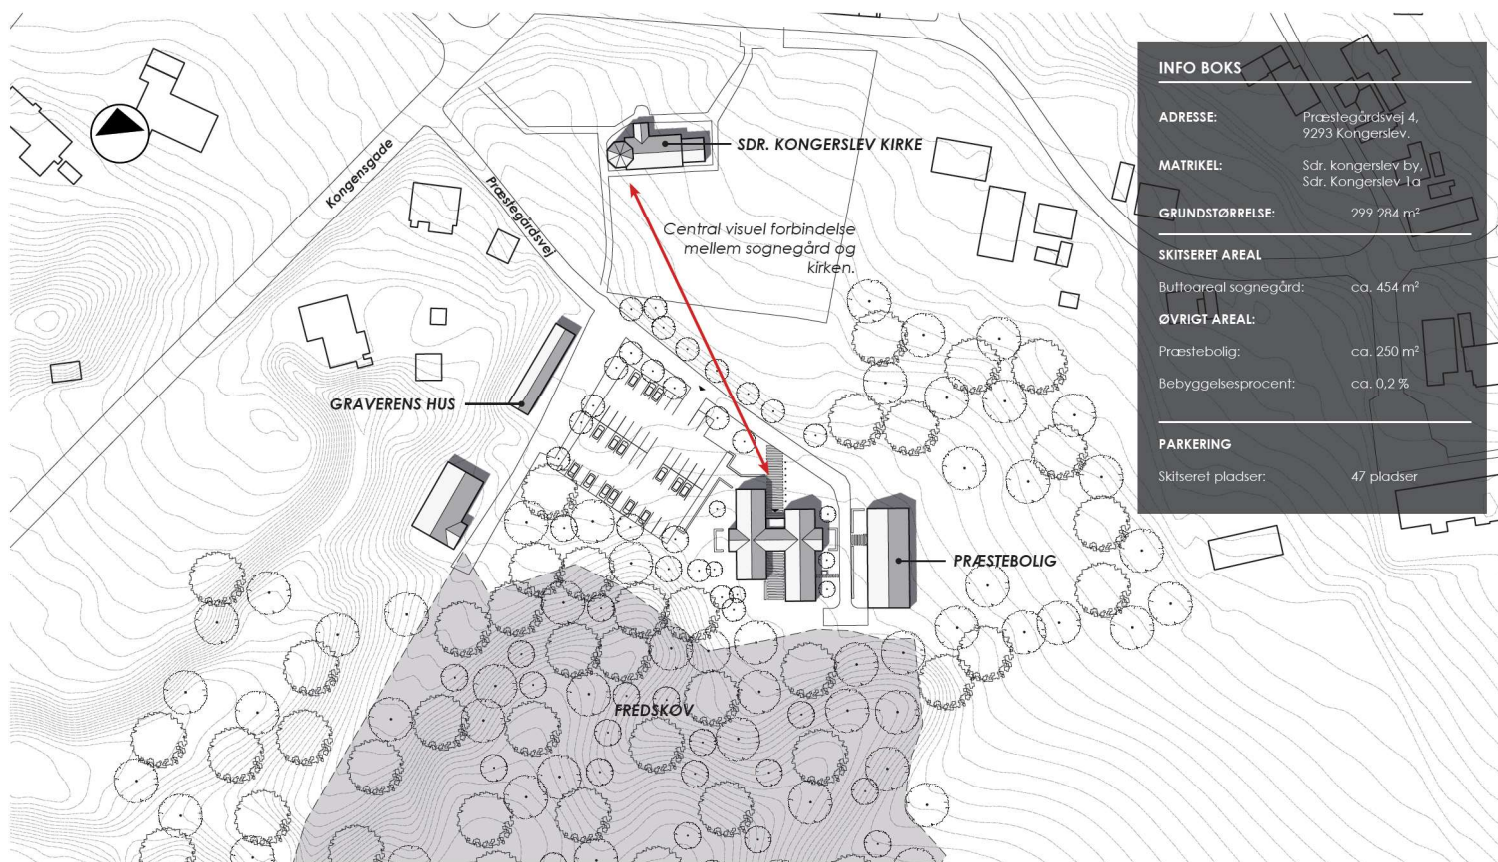 Kongensgade
Præstegårdsvej
SDR. KONGERSLEV KIRKE
Central visuel forbindelse
mellem sognegård og
kirken.
GRAVERENS HUS
PRÆSTEBOLIG
FREDSKOV
INFO BOKS
ADRESSE: Præstegårdsvej 4,
9293 Kongerslev.
MATRIKEL: Sdr. kongerslev by,
Sdr. Kongerslev 1a
GRUNDSTØRRELSE: 299 284 m²
SKITSERET AREAL
Buttoareal sognegård: ca. 454 m²
ØVRIGT AREAL:
Præstebolig: ca. 250 m²
Bebyggelsesprocent: ca. 0,2 %
PARKERING
Skitseret pladser: 47 pladser